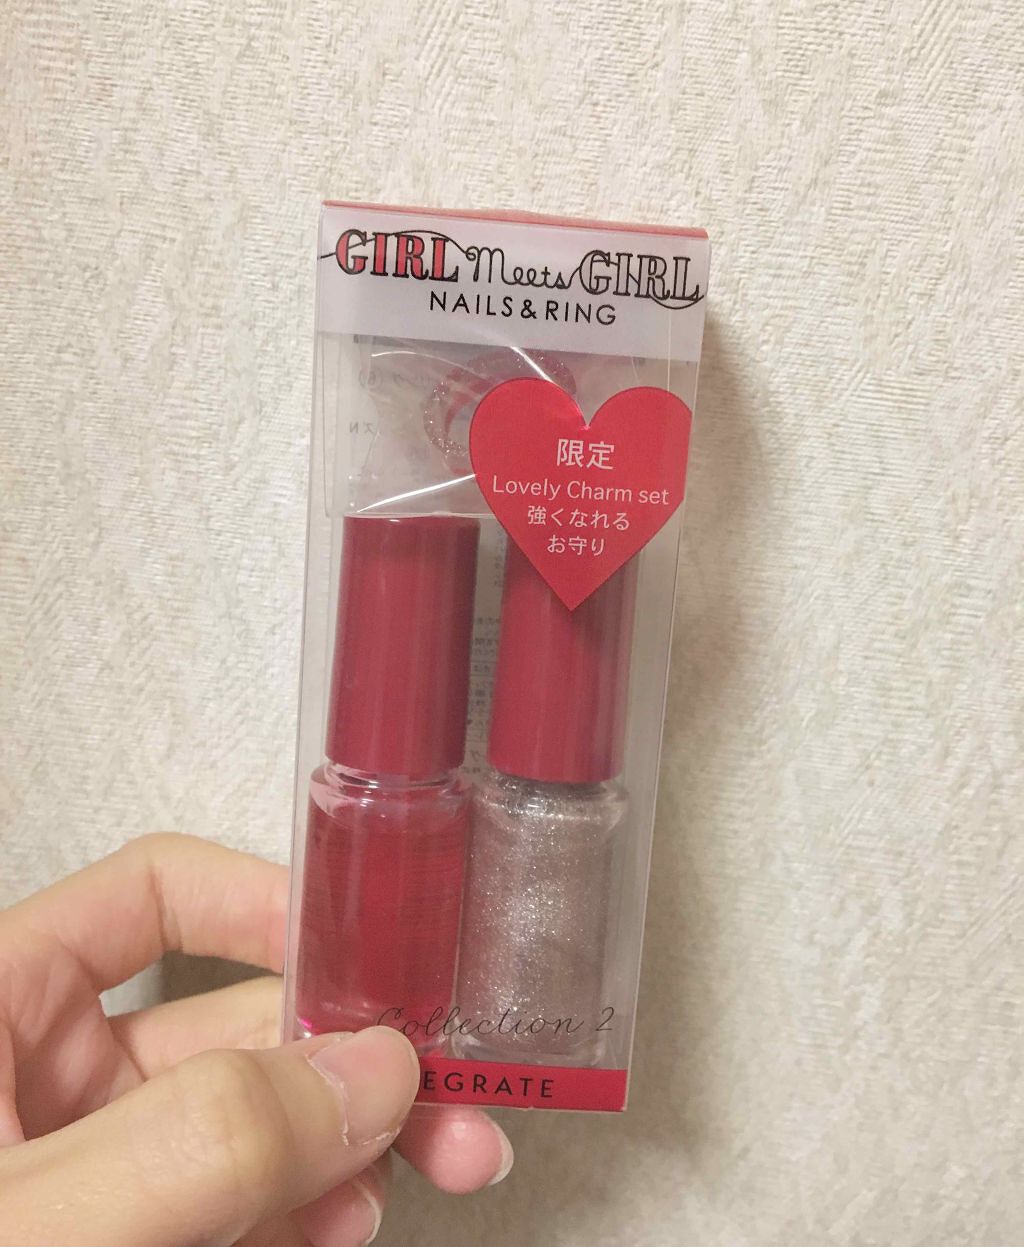 GIRL Meets GIRL
NAILS & RING
限定
Lovely Charm set
強くなれる
お守り
Collection 2
EGRATE